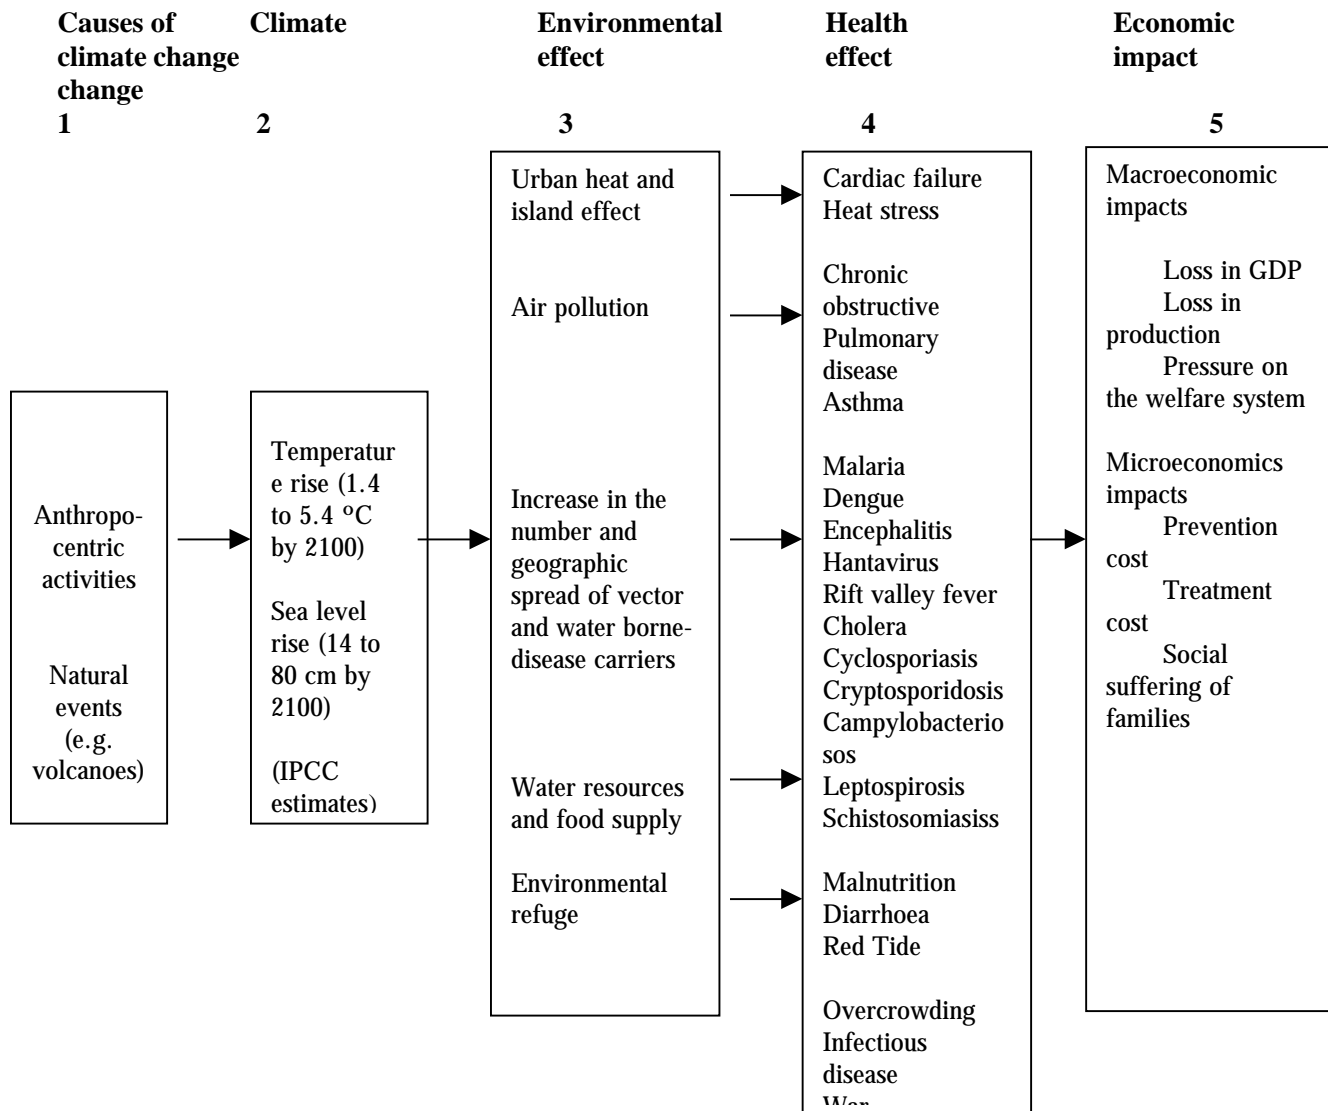 Causes of
climate change
change
1
Climate
2
Environmental
effect
3
Health
effect
4
Economic
impact
5
Anthropo-
centric
activities
Natural
events
(e.g.
volcanoes)
Temperatur
e rise (1.4
to 5.4 ºC
by 2100)
Sea level
rise (14 to
80 cm by
2100)
(IPCC
estimates)
Urban heat and
island effect
Air pollution
Increase in the
number and
geographic
spread of vector
and water borne-
disease carriers
Water resources
and food supply
Environmental
refuge
Cardiac failure
Heat stress
Chronic
obstructive
Pulmonary
disease
Asthma
Malaria
Dengue
Encephalitis
Hantavirus
Rift valley fever
Cholera
Cyclosporiasis
Cryptosporidosis
Campylobacterio
sos
Leptospirosis
Schistosomiasiss
Malnutrition
Diarrhoea
Red Tide
Overcrowding
Infectious
disease
War
Macroeconomic
impacts
Loss in GDP
Loss in
production
Pressure on
the welfare system
Microeconomics
impacts
Prevention
cost
Treatment
cost
Social
suffering of
families